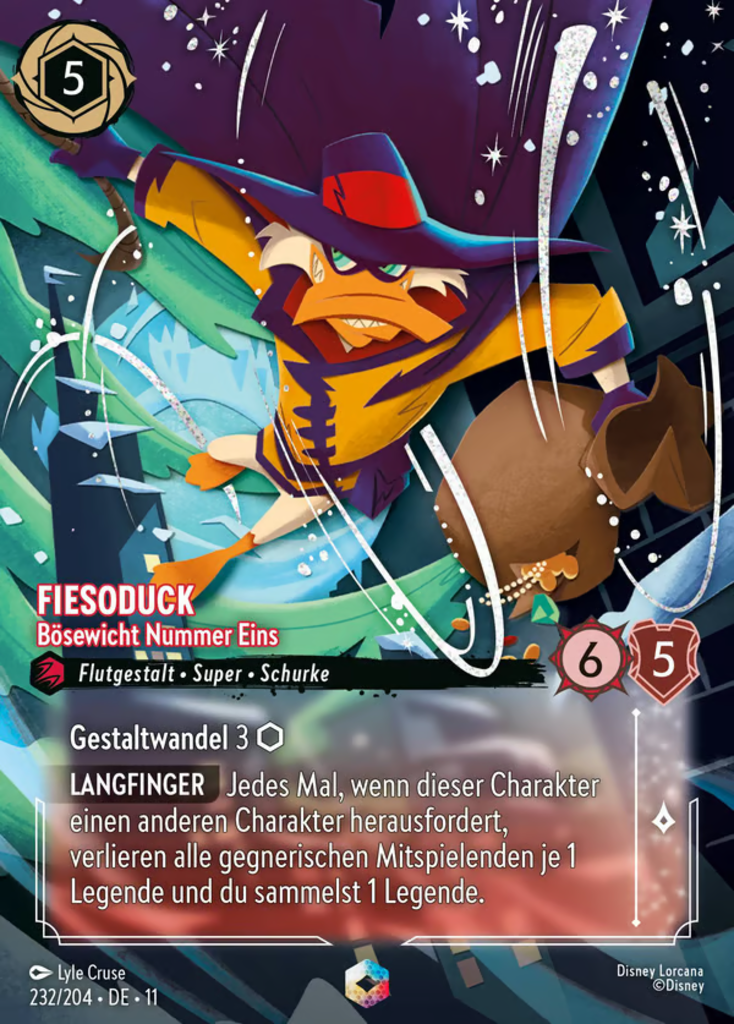 5
FIESODUCK
Bösewicht Nummer Eins
Flutgestalt • Super • Schurke
6 5
Gestaltwandel 3
LANGFINGER Jedes Mal, wenn dieser Charakter
einen anderen Charakter herausfordert,
verlieren alle gegnerischen Mitspielenden je 1
Legende und du sammelst 1 Legende.
Lyle Cruse
232/204 • DE • 11
Disney Lorcana
©Disney